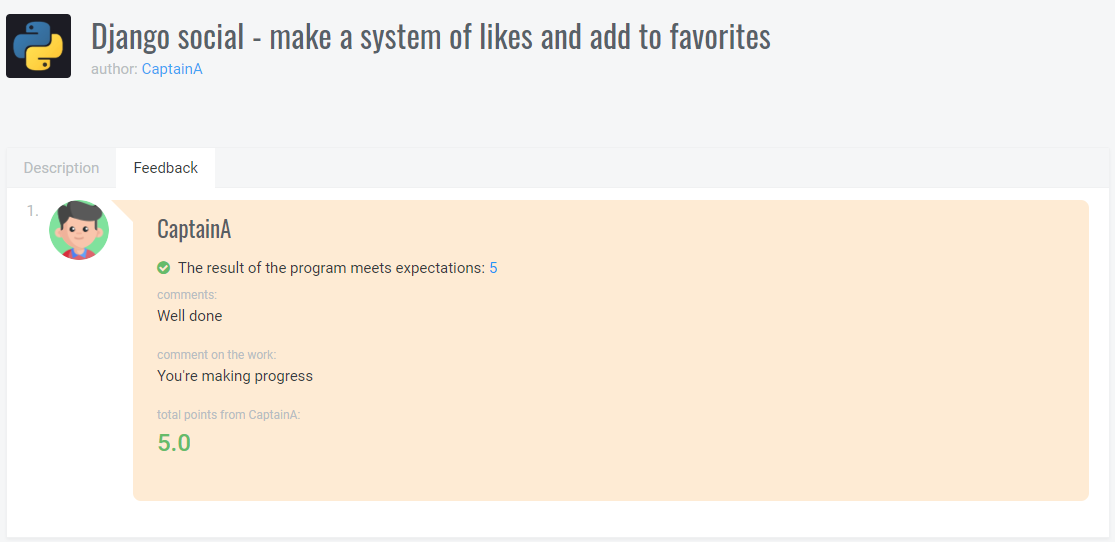 Django social - make a system of likes and add to favorites
author: CaptainA
Description Feedback
1.
CaptainA
The result of the program meets expectations: 5
comments:
Well done
comment on the work:
You're making progress
total points from CaptainA:
5.0